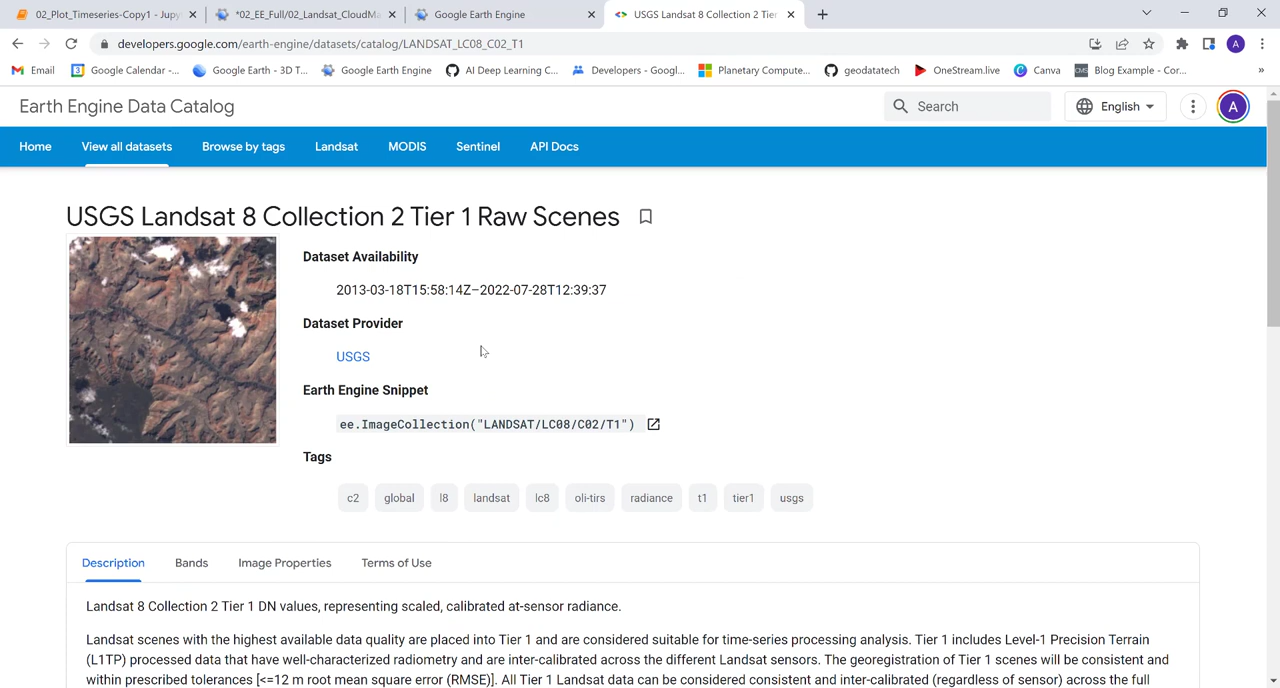 02_Plot_Timeseries-Copy1 - Jupy
*02_EE_Full/02_Landsat_CloudMa
Google Earth Engine
USGS Landsat 8 Collection 2 Tier
developers.google.com/earth-engine/datasets/catalog/LANDSAT_LC08_C02_T1
A
Email
Google Calendar -...
Google Earth - 3D T...
Google Earth Engine
AI Deep Learning C...
Developers - Googl...
Planetary Compute...
geodatatech
OneStream.live
Canva
Blog Example - Cor...
»
Earth Engine Data Catalog
Search
English
A
Home
View all datasets
Browse by tags
Landsat
MODIS
Sentinel
API Docs
USGS Landsat 8 Collection 2 Tier 1 Raw Scenes
Dataset Availability
2013-03-18T15:58:14Z–2022-07-28T12:39:37
Dataset Provider
USGS
Earth Engine Snippet
ee.ImageCollection("LANDSAT/LC08/C02/T1")
Tags
c2
global
l8
landsat
lc8
oli-tirs
radiance
t1
tier1
usgs
Description
Bands
Image Properties
Terms of Use
Landsat 8 Collection 2 Tier 1 DN values, representing scaled, calibrated at-sensor radiance.
Landsat scenes with the highest available data quality are placed into Tier 1 and are considered suitable for time-series processing analysis. Tier 1 includes Level-1 Precision Terrain
(L1TP) processed data that have well-characterized radiometry and are inter-calibrated across the different Landsat sensors. The georegistration of Tier 1 scenes will be consistent and
within prescribed tolerances [<=12 m root mean square error (RMSE)]. All Tier 1 Landsat data can be considered consistent and inter-calibrated (regardless of sensor) across the full